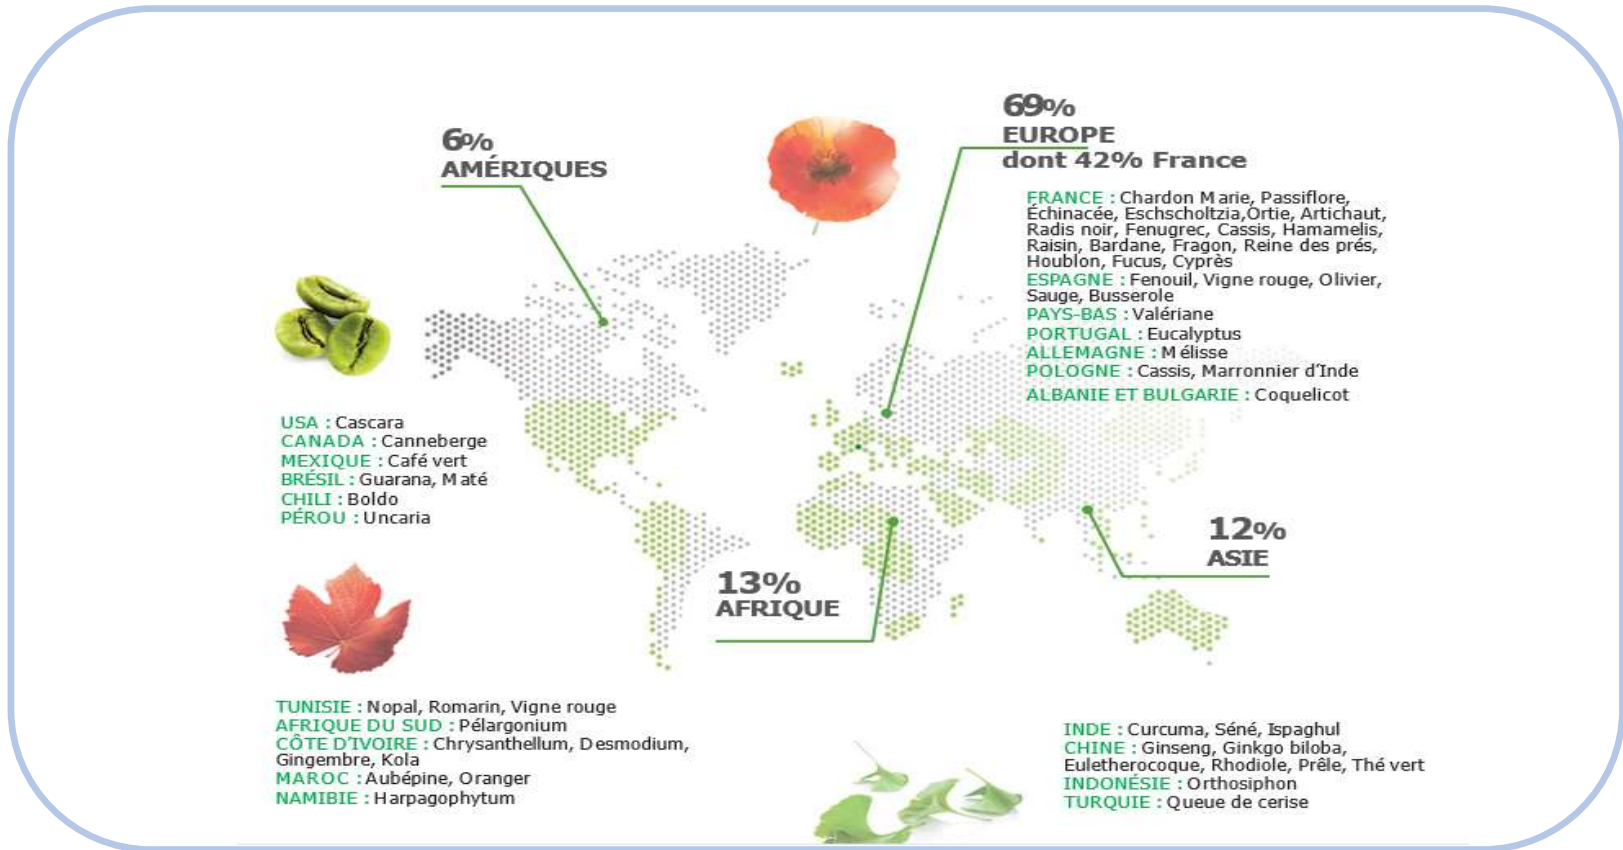 6%
AMÉRIQUES
69%
EUROPE
dont 42% France
FRANCE : Chardon Marie, Passiflore,
Échinacée, Eschscholtzia,Ortie, Artichaut,
Radis noir, Fenugrec, Cassis, Hamamelis,
Raisin, Bardane, Fragon, Reine des prés,
Houblon, Fucus, Cyprès
ESPAGNE : Fenouil, Vigne rouge, Olivier,
Sauge, Busserole
PAYS-BAS : Valériane
PORTUGAL : Eucalyptus
ALLEMAGNE : Mélisse
POLOGNE : Cassis, Marronnier d'Inde
ALBANIE ET BULGARIE : Coquelicot
USA : Cascara
CANADA : Canneberge
MEXIQUE : Café vert
BRÉSIL : Guarana, Maté
CHILI : Boldo
PÉROU : Uncaria
13%
AFRIQUE
12%
ASIE
TUNISIE : Nopal, Romarin, Vigne rouge
AFRIQUE DU SUD : Pélargonium
CÔTE D'IVOIRE : Chrysanthellum, Desmodium,
Gingembre, Kola
MAROC : Aubépine, Oranger
NAMIBIE : Harpagophytum
INDE : Curcuma, Séné, Ispaghul
CHINE : Ginseng, Ginkgo biloba,
Euletherocoque, Rhodiole, Prêle, Thé vert
INDONÉSIE : Orthosiphon
TURQUIE : Queue de cerise